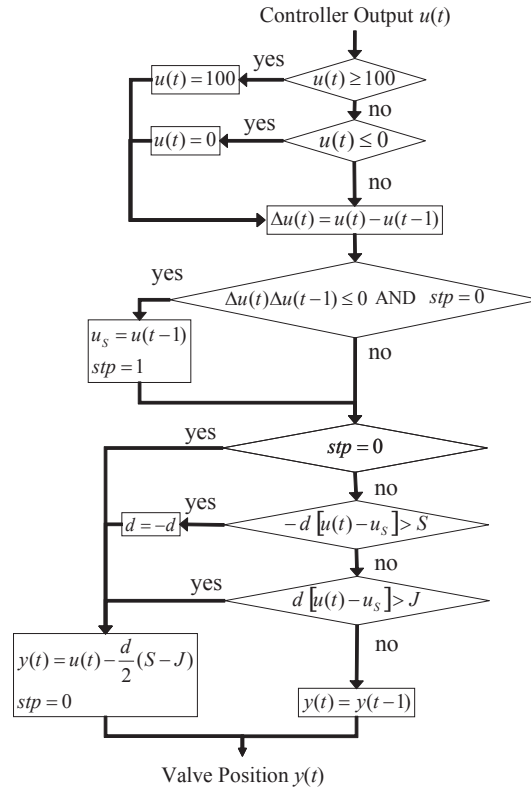 Controller Output u(t)
yes
u(t) = 100
u(t) ≥ 100
no
yes
u(t) = 0
u(t) ≤ 0
no
Δu(t) = u(t) − u(t−1)
yes
Δu(t)Δu(t−1) ≤ 0 AND stp = 0
u_S = u(t−1)
stp = 1
no
yes
stp = 0
no
yes
d = −d
−d [u(t) − u_S] > S
no
yes
d [u(t) − u_S] > J
no
y(t) = u(t) − d/2 (S − J)
stp = 0
y(t) = y(t−1)
Valve Position y(t)